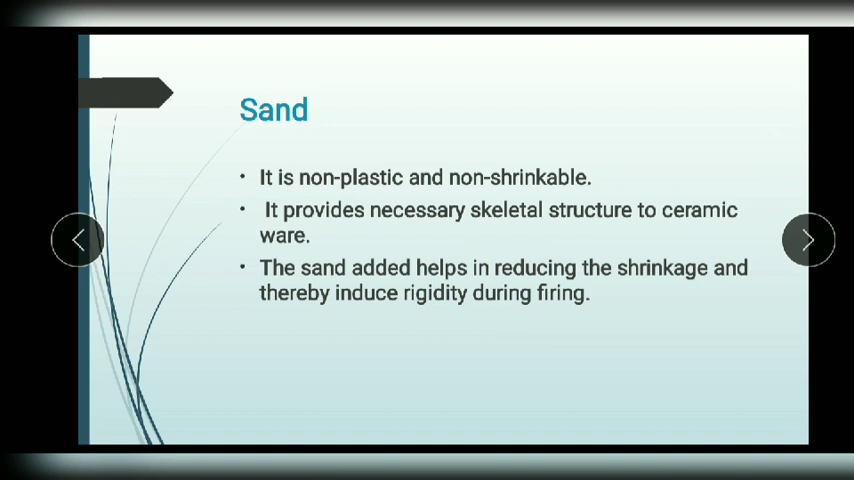 Sand
• It is non-plastic and non-shrinkable.
• It provides necessary skeletal structure to ceramic
ware.
• The sand added helps in reducing the shrinkage and
thereby induce rigidity during firing.